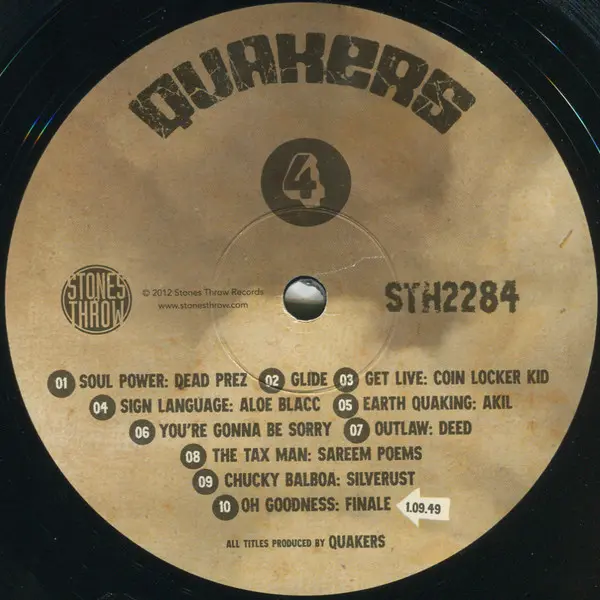 QUAKERS
4
STONES THROW
© 2012 Stones Throw Records
www.stonesthrow.com
STH2284
01 SOUL POWER: DEAD PREZ 02 GLIDE 03 GET LIVE: COIN LOCKER KID
04 SIGN LANGUAGE: ALOE BLACC 05 EARTH QUAKING: AKIL
06 YOU'RE GONNA BE SORRY 07 OUTLAW: DEED
08 THE TAX MAN: SAREEM POEMS
09 CHUCKY BALBOA: SILVERUST
10 OH GOODNESS: FINALE 1.09.49
ALL TITLES PRODUCED BY QUAKERS